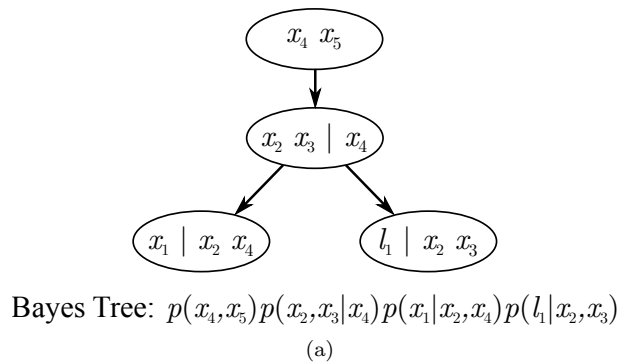 x₄ x₅
x₂ x₃ | x₄
x₁ | x₂ x₄
l₁ | x₂ x₃
Bayes Tree: p(x₄,x₅)p(x₂,x₃|x₄)p(x₁|x₂,x₄)p(l₁|x₂,x₃)
(a)